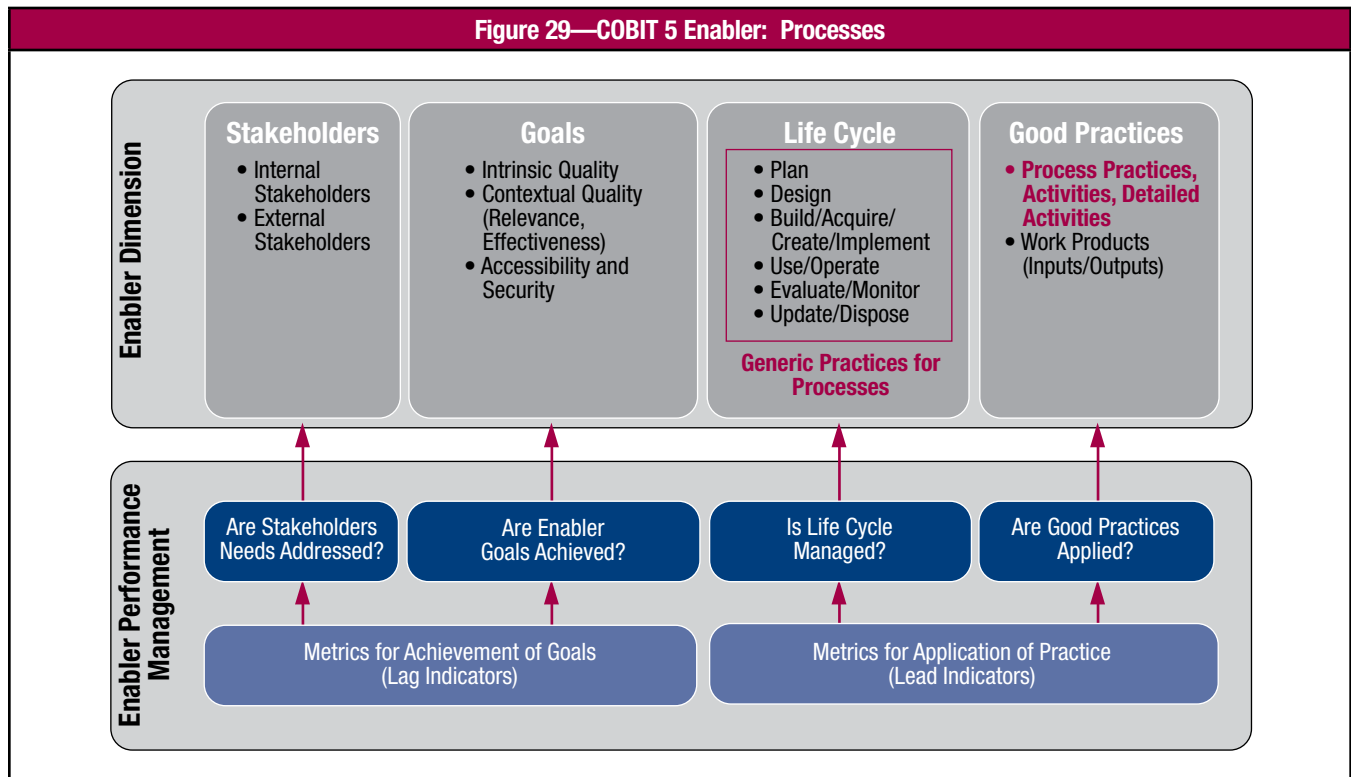 Figure 29—COBIT 5 Enabler: Processes
Enabler Dimension
Stakeholders
• Internal
Stakeholders
• External
Stakeholders
Goals
• Intrinsic Quality
• Contextual Quality
(Relevance,
Effectiveness)
• Accessibility and
Security
Life Cycle
• Plan
• Design
• Build/Acquire/
Create/Implement
• Use/Operate
• Evaluate/Monitor
• Update/Dispose
Generic Practices for
Processes
Good Practices
• Process Practices,
Activities, Detailed
Activities
• Work Products
(Inputs/Outputs)
Enabler Performance
Management
Are Stakeholders
Needs Addressed?
Are Enabler
Goals Achieved?
Is Life Cycle
Managed?
Are Good Practices
Applied?
Metrics for Achievement of Goals
(Lag Indicators)
Metrics for Application of Practice
(Lead Indicators)